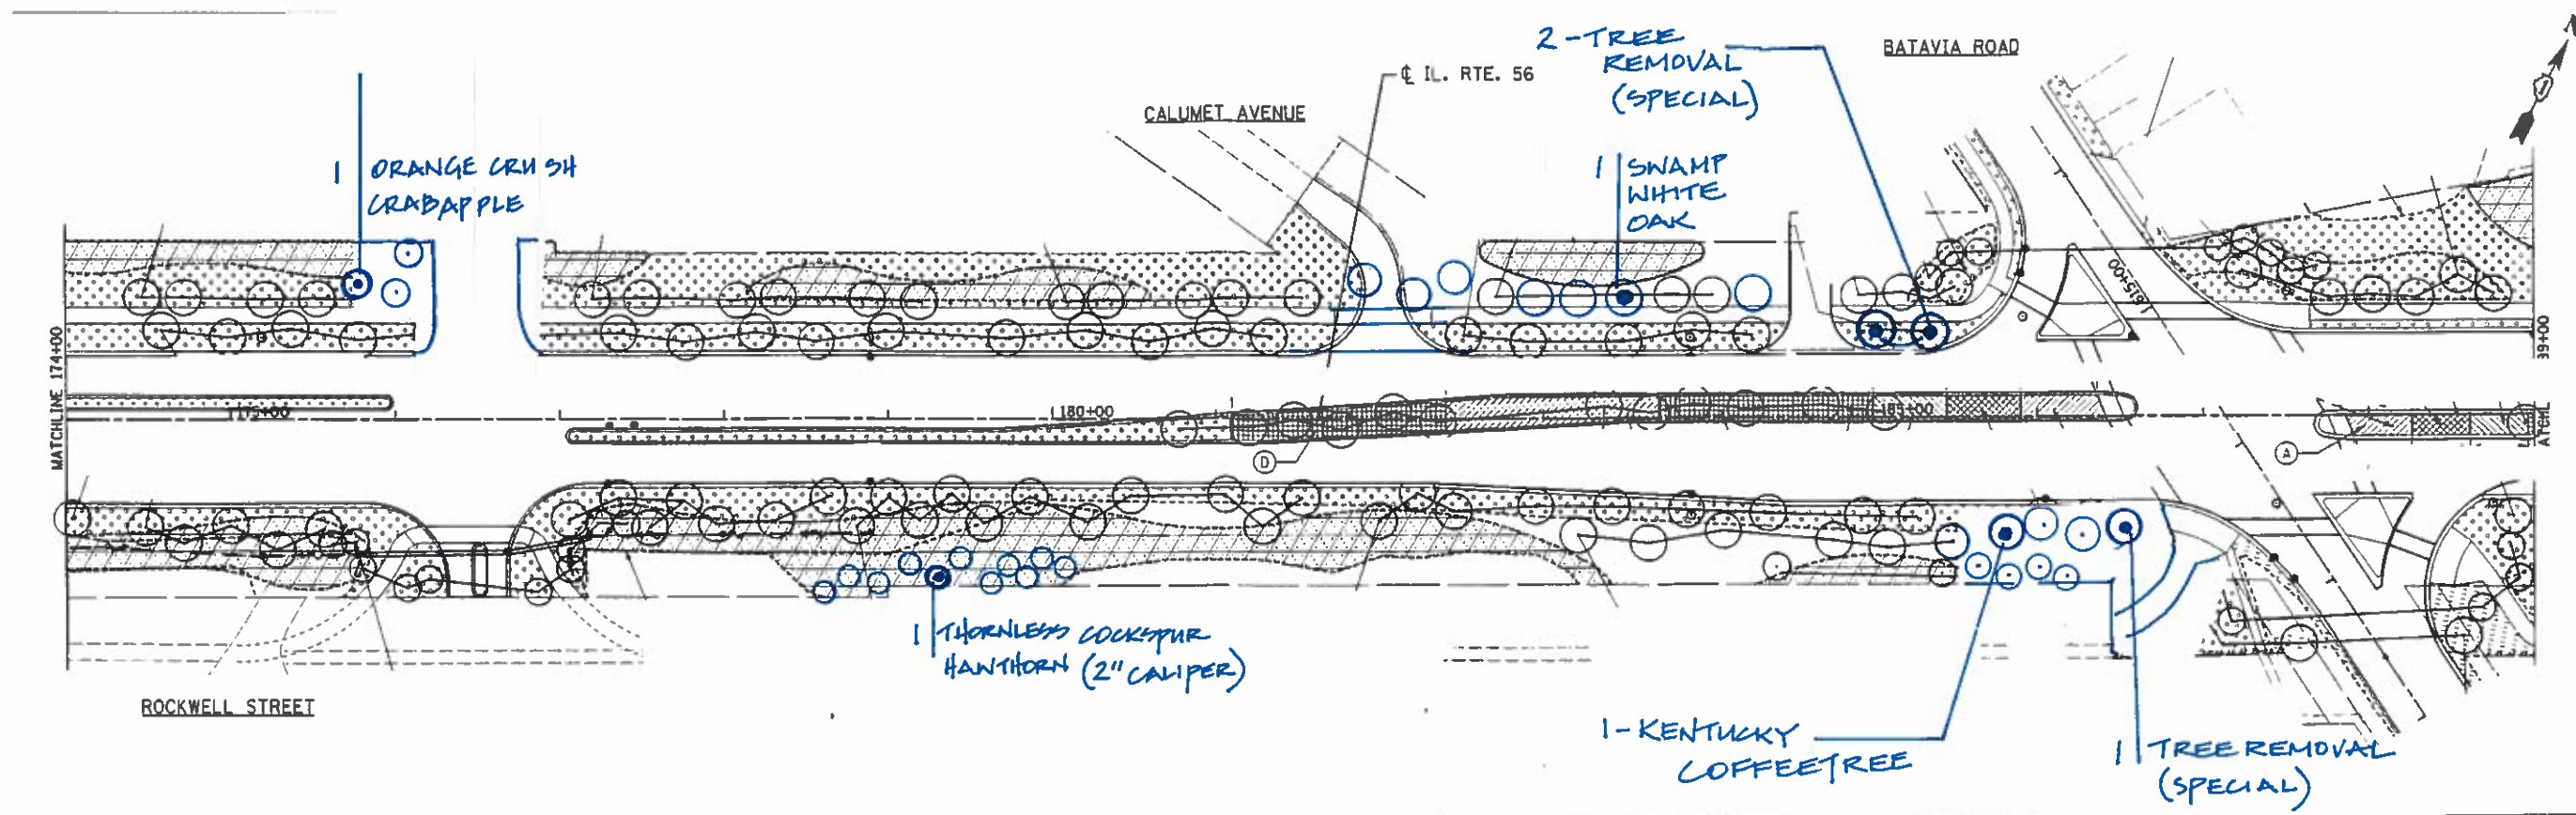 2-TREE
REMOVAL
(SPECIAL)
BATAVIA ROAD
℄ IL. RTE. 56
CALUMET AVENUE
1 ORANGE CRUSH
CRABAPPLE
1 SWAMP
WHITE
OAK
MATCHLINE 174+00
175+00
180+00
185+00
615+00
39+00
D
A
1 THORNLESS COCKSPUR
HAWTHORN (2" CALIPER)
ROCKWELL STREET
1-KENTUCKY
COFFEETREE
1 TREE REMOVAL
(SPECIAL)